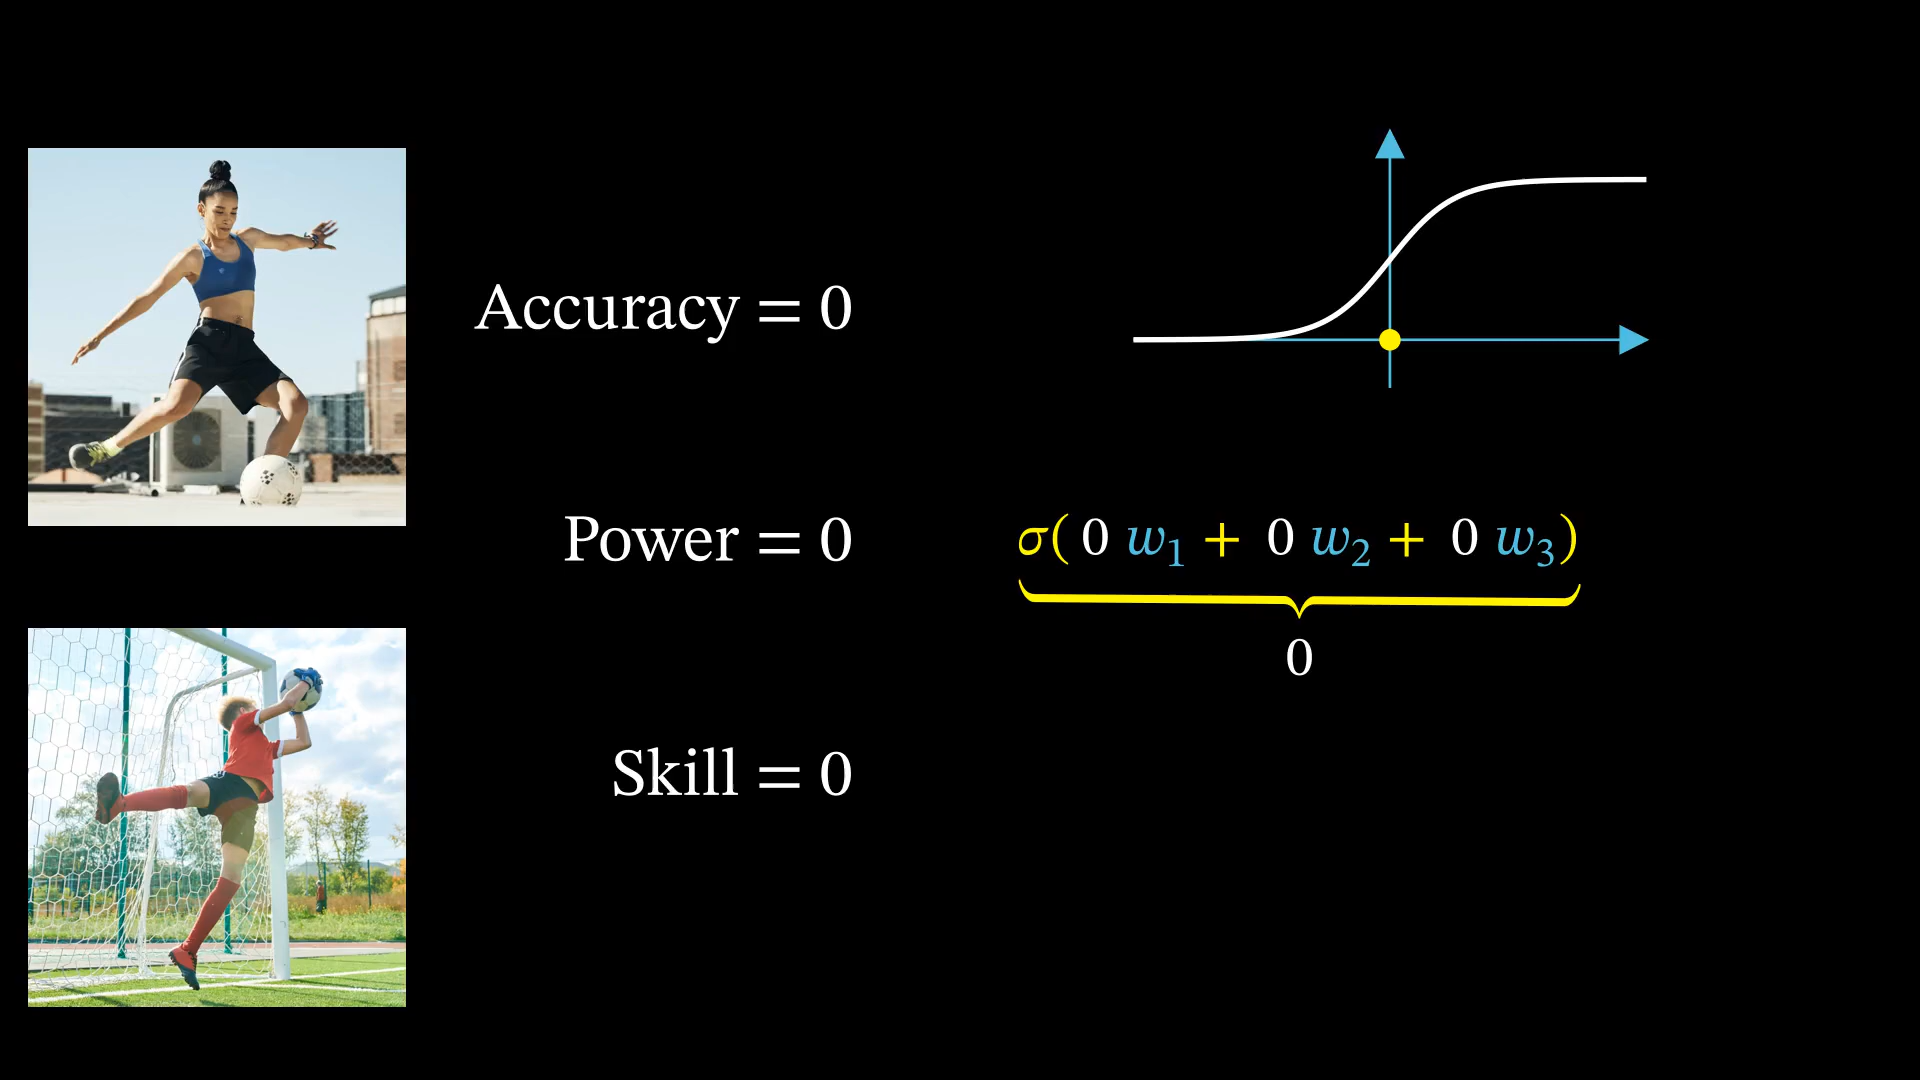 Accuracy = 0
Power = 0
Skill = 0
σ( 0 w₁ + 0 w₂ + 0 w₃)
0